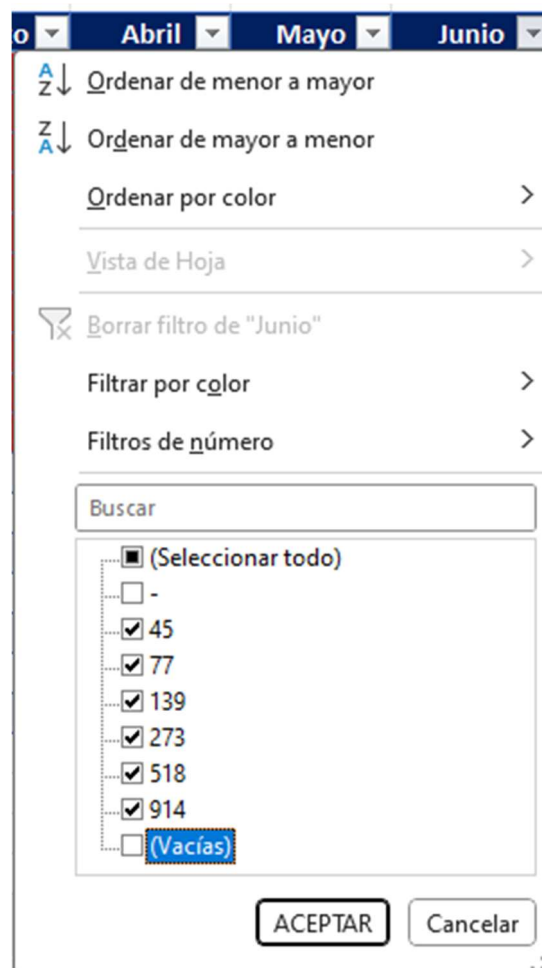 o Abril Mayo Junio
Ordenar de menor a mayor
Ordenar de mayor a menor
Ordenar por color
Vista de Hoja
Borrar filtro de "Junio"
Filtrar por color
Filtros de número
Buscar
(Seleccionar todo)
-
45
77
139
273
518
914
(Vacías)
ACEPTAR Cancelar